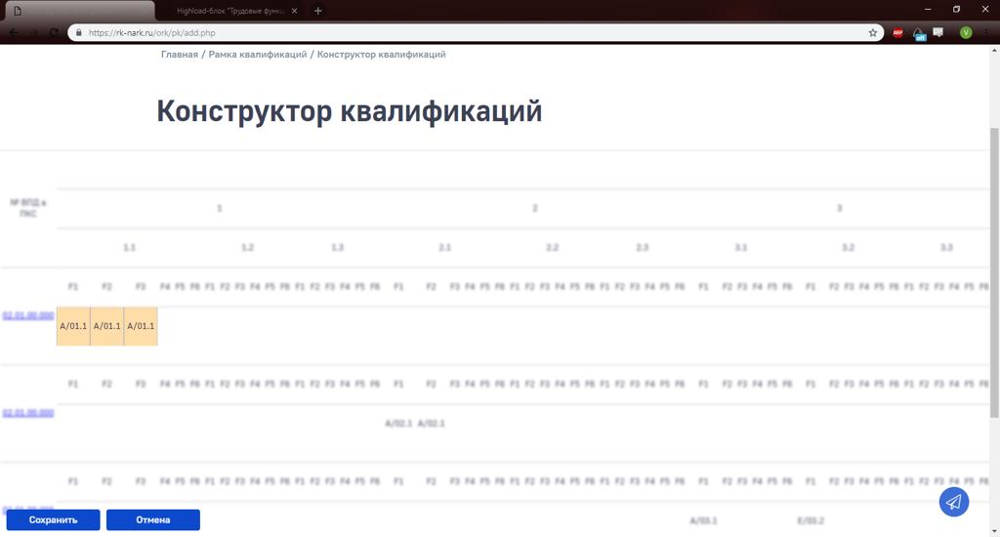 Highload-блок "Трудовые функц
https://rk-nark.ru/ork/pk/add.php
ABP
off
V
Главная / Рамка квалификаций / Конструктор квалификаций
Конструктор квалификаций
№ ВПД в
ПКС
1 2 3
1.1 1.2 1.3 2.1 2.2 2.3 3.1 3.2 3.3
F1 F2 F3 F4 F5 F6 F1 F2 F3 F4 F5 F6 F1 F2 F3 F4 F5 F6 F1 F2 F3 F4 F5 F6 F1 F2 F3 F4 F5 F6 F1 F2 F3 F4 F5 F6 F1 F2 F3 F4 F5 F6 F1 F2 F3 F4 F5 F6 F1 F2 F3 F4 F5 F6
02.01.00.000
A/01.1 A/01.1 A/01.1
F1 F2 F3 F4 F5 F6 F1 F2 F3 F4 F5 F6 F1 F2 F3 F4 F5 F6 F1 F2 F3 F4 F5 F6 F1 F2 F3 F4 F5 F6 F1 F2 F3 F4 F5 F6 F1 F2 F3 F4 F5 F6 F1 F2 F3 F4 F5 F6 F1 F2 F3 F4 F5 F6
02.01.00.000
A/02.1 A/02.1
F1 F2 F3 F4 F5 F6 F1 F2 F3 F4 F5 F6 F1 F2 F3 F4 F5 F6 F1 F2 F3 F4 F5 F6 F1 F2 F3 F4 F5 F6 F1 F2 F3 F4 F5 F6 F1 F2 F3 F4 F5 F6 F1 F2 F3 F4 F5 F6 F1 F2 F3 F4 F5 F6
A/03.1 E/03.2
Сохранить Отмена